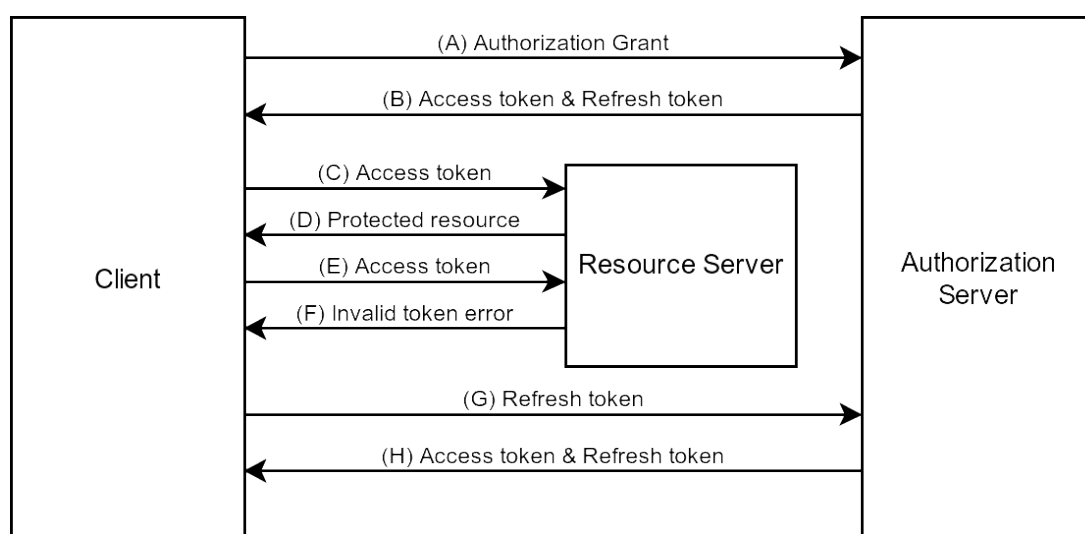 (A) Authorization Grant
(B) Access token & Refresh token
(C) Access token
(D) Protected resource
(E) Access token
(F) Invalid token error
(G) Refresh token
(H) Access token & Refresh token
Client
Resource Server
Authorization
Server